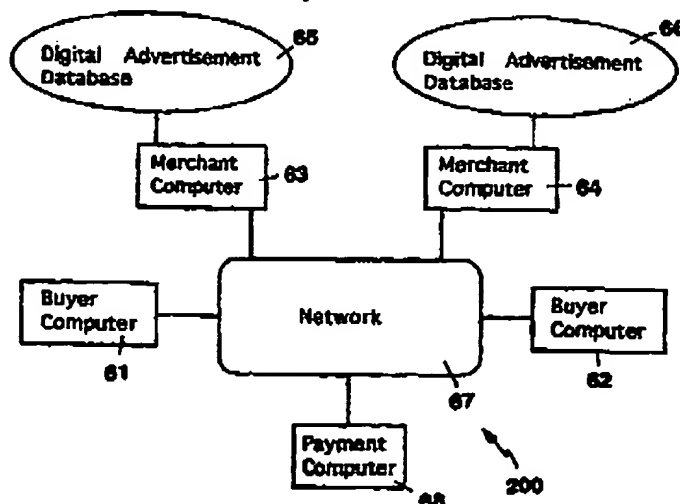 65
Digital Advertisement
Database
66
Digital Advertisement
Database
Merchant
Computer
63
Merchant
Computer
64
Buyer
Computer
61
Network
67
Buyer
Computer
62
Payment
Computer
200